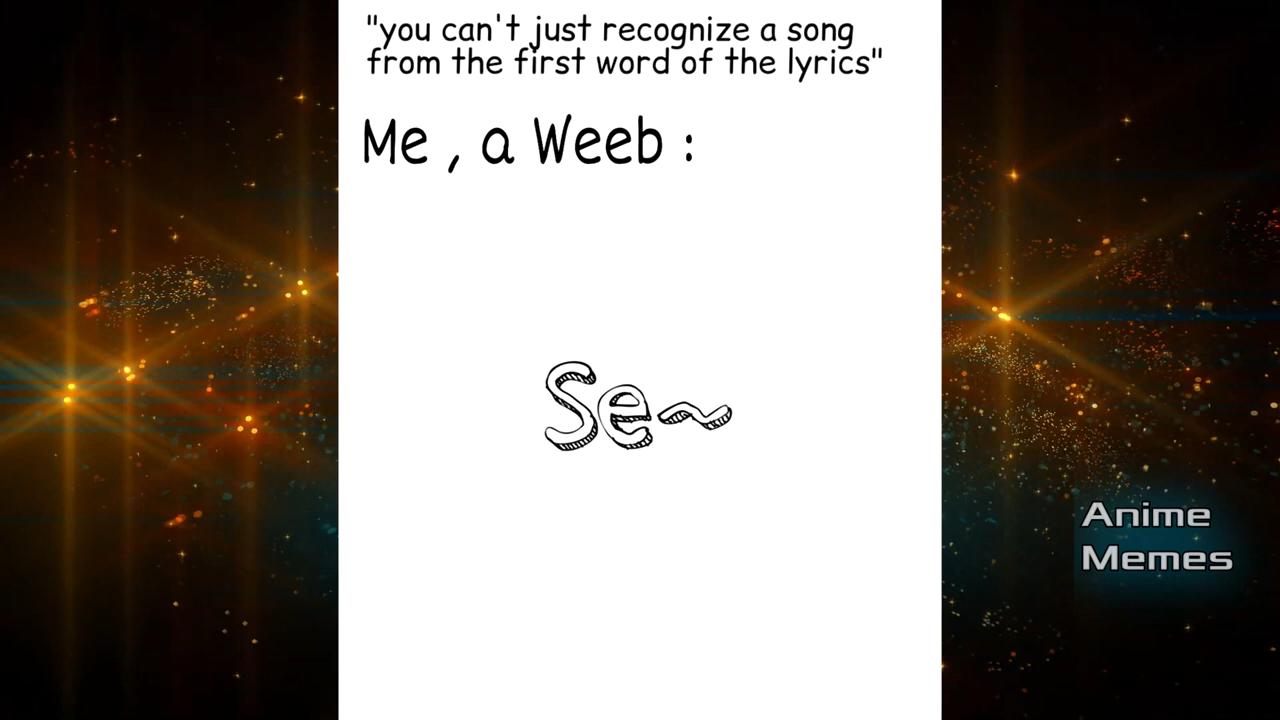 "you can't just recognize a song
from the first word of the lyrics"
Me , a Weeb :
Se~
Anime
Memes